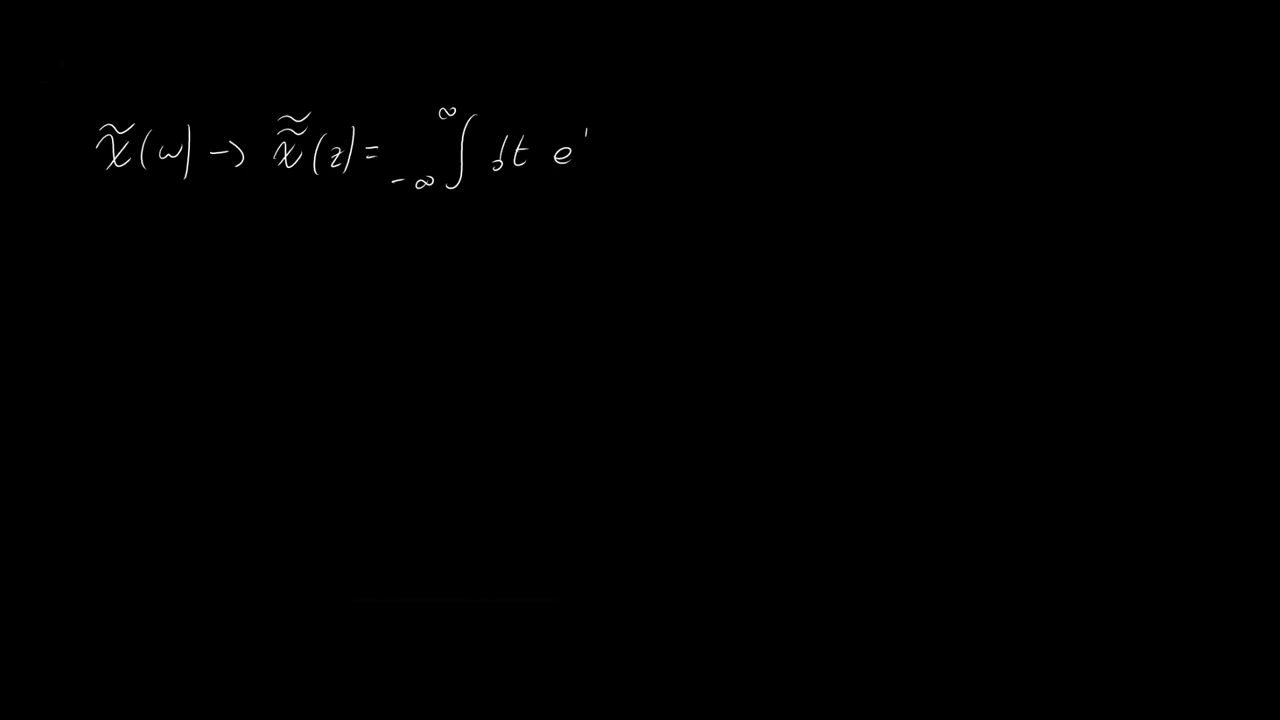 χ̃(ω) → χ̃̃(z) = -∞ ∫ ∞ dt e'